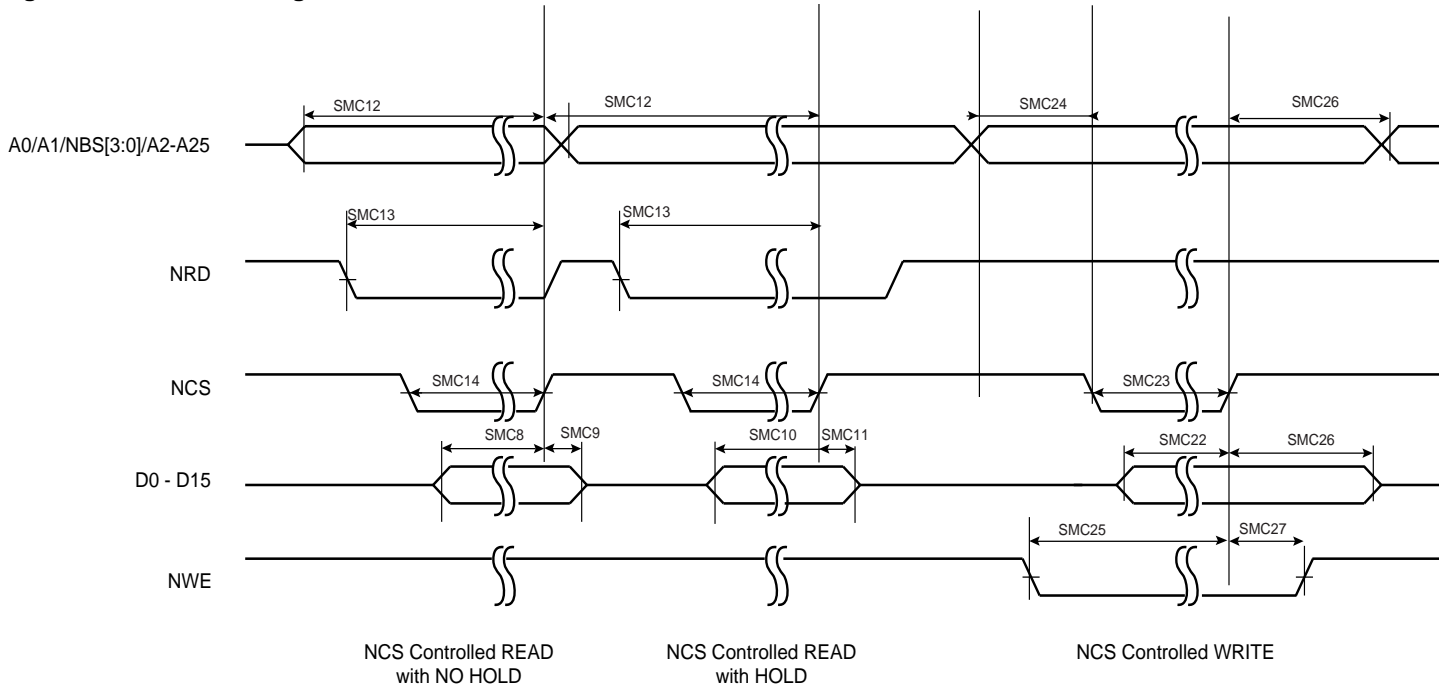 SMC12
SMC12
SMC24
SMC26
A0/A1/NBS[3:0]/A2-A25
SMC13
SMC13
NRD
NCS
SMC14
SMC14
SMC23
SMC8
SMC9
SMC10
SMC11
SMC22
SMC26
D0 - D15
SMC25
SMC27
NWE
NCS Controlled READ
with NO HOLD
NCS Controlled READ
with HOLD
NCS Controlled WRITE